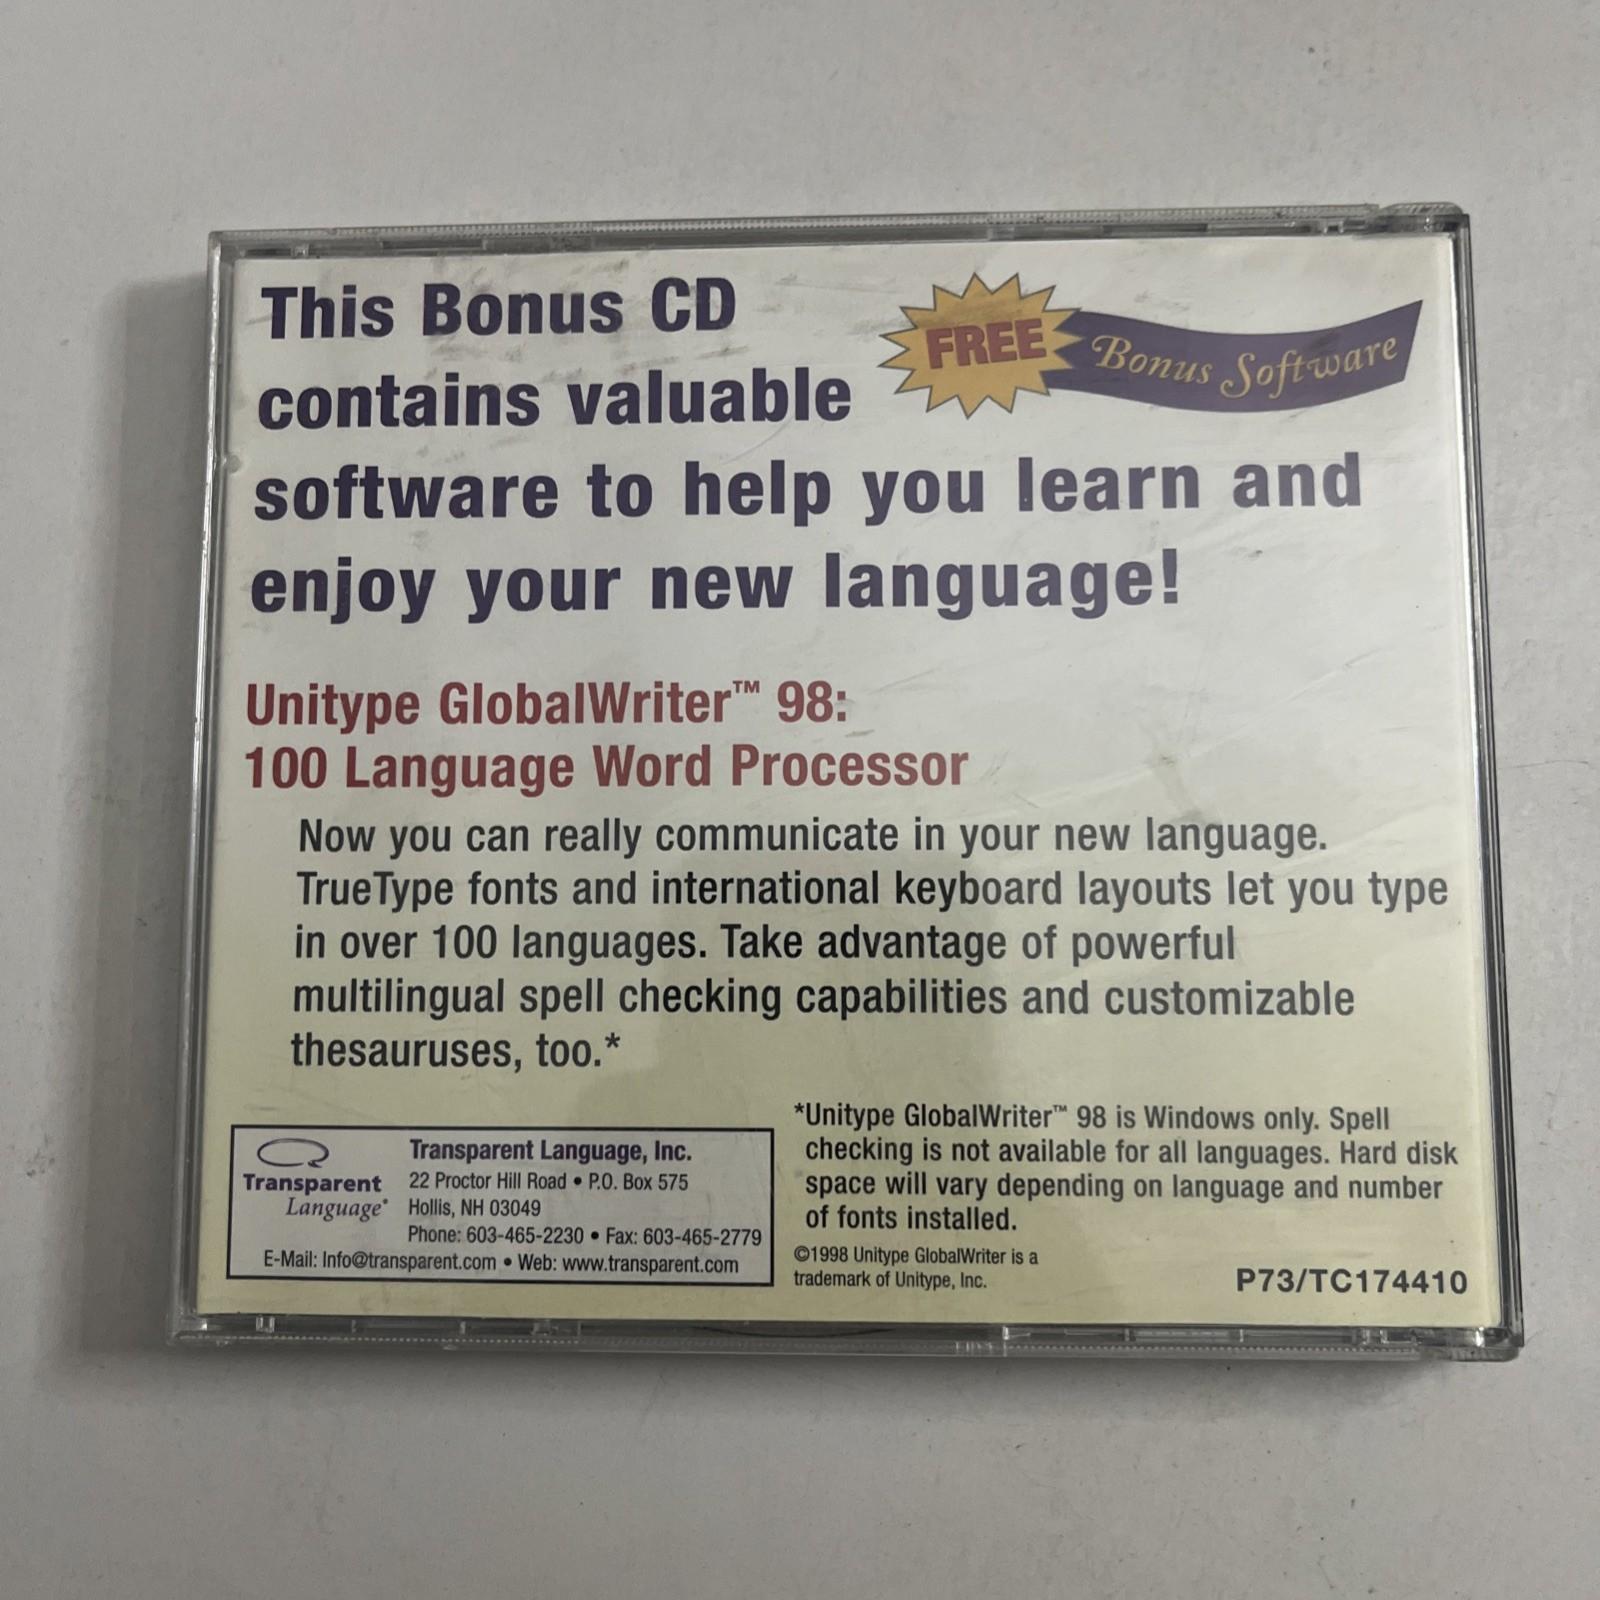 This Bonus CD
contains valuable
software to help you learn and
enjoy your new language!
FREE Bonus Software
Unitype GlobalWriter™ 98:
100 Language Word Processor
Now you can really communicate in your new language.
TrueType fonts and international keyboard layouts let you type
in over 100 languages. Take advantage of powerful
multilingual spell checking capabilities and customizable
thesauruses, too.*
Transparent
Language®
Transparent Language, Inc.
22 Proctor Hill Road • P.O. Box 575
Hollis, NH 03049
Phone: 603-465-2230 • Fax: 603-465-2779
E-Mail: Info@transparent.com • Web: www.transparent.com
*Unitype GlobalWriter™ 98 is Windows only. Spell
checking is not available for all languages. Hard disk
space will vary depending on language and number
of fonts installed.
©1998 Unitype GlobalWriter is a
trademark of Unitype, Inc.
P73/TC174410